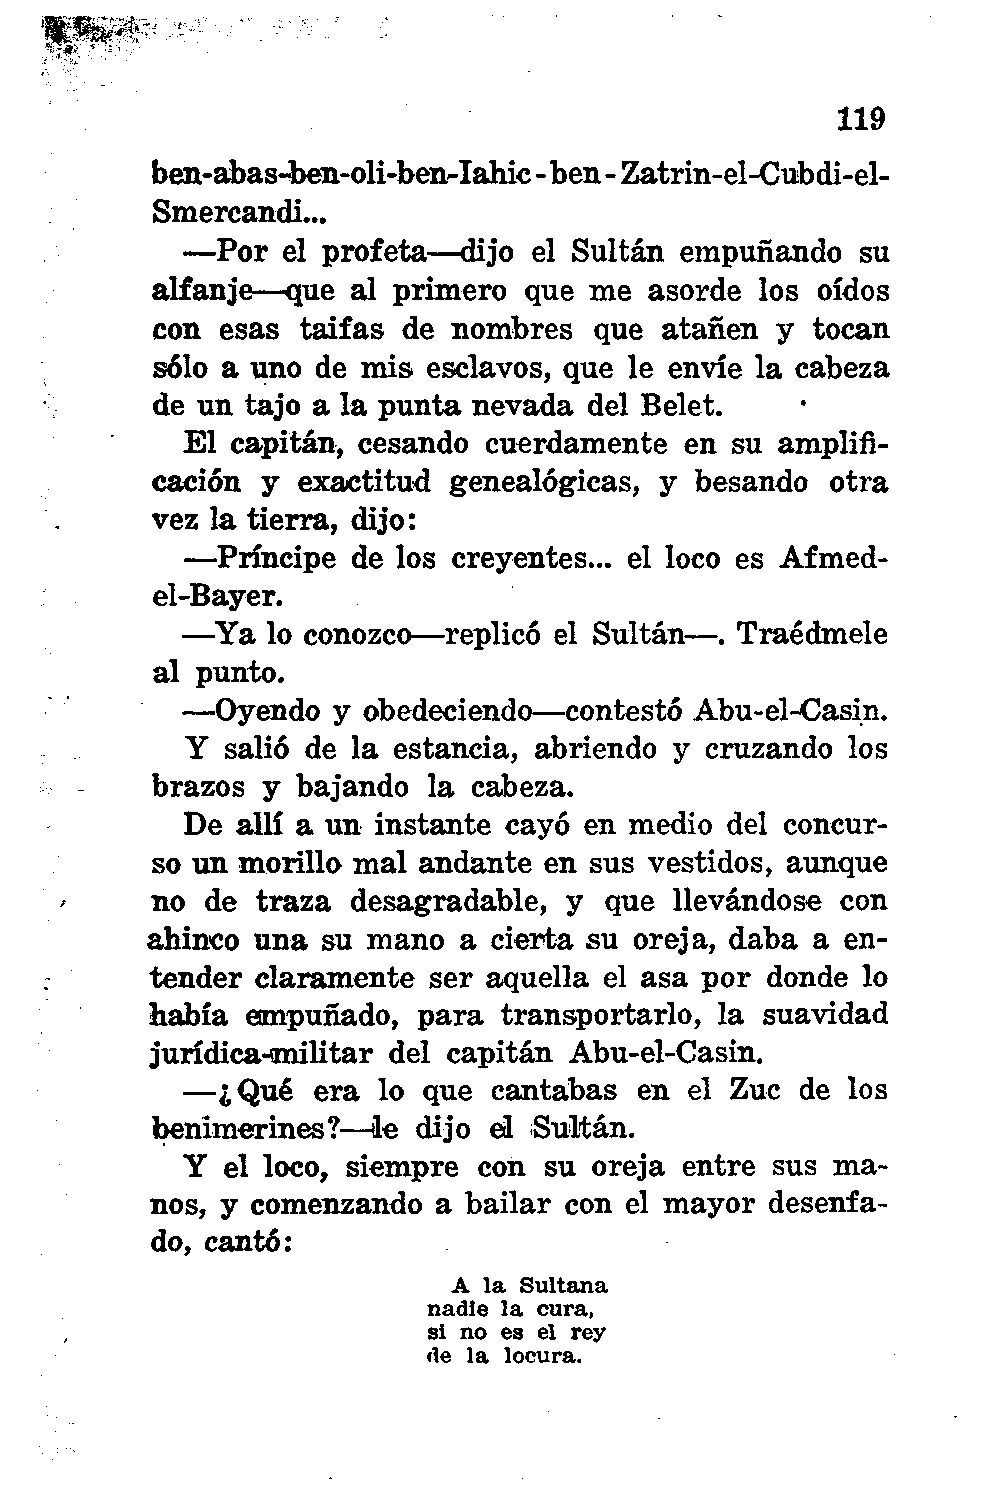 119
ben-abas-ben-oli-ben-Iahic-ben-Zatrin-el-Cubdi-el-
Smercandi...
—Por el profeta—dijo el Sultán empuñando su
alfanje—que al primero que me asorde los oídos
con esas taifas de nombres que atañen y tocan
sólo a uno de mis esclavos, que le envíe la cabeza
de un tajo a la punta nevada del Belet.
El capitán, cesando cuerdamente en su amplifi-
cación y exactitud genealógicas, y besando otra
vez la tierra, dijo:
—Príncipe de los creyentes... el loco es Afmed-
el-Bayer.
—Ya lo conozco—replicó el Sultán—. Traédmele
al punto.
—Oyendo y obedeciendo—contestó Abu-el-Casin.
Y salió de la estancia, abriendo y cruzando los
brazos y bajando la cabeza.
De allí a un instante cayó en medio del concur-
so un morillo mal andante en sus vestidos, aunque
no de traza desagradable, y que llevándose con
ahinco una su mano a cierta su oreja, daba a en-
tender claramente ser aquella el asa por donde lo
había empuñado, para transportarlo, la suavidad
jurídica-militar del capitán Abu-el-Casin.
—¿Qué era lo que cantabas en el Zuc de los
benimerines?—le dijo el Sultán.
Y el loco, siempre con su oreja entre sus ma-
nos, y comenzando a bailar con el mayor desenfa-
do, cantó:
A la Sultana
nadie la cura,
si no es el rey
de la locura.